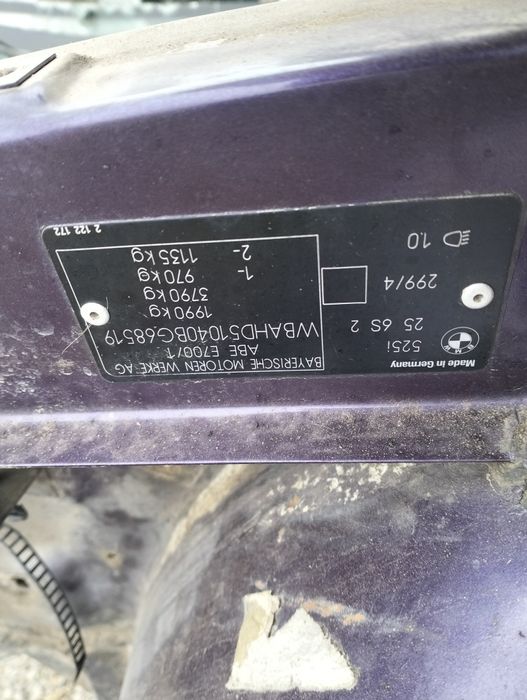 BAYERISCHE MOTOREN WERKE AG
ABE E700/1
WBAHD51040BG68519
1990 kg
3790 kg
1- 970 kg
2- 1135 kg
Made in Germany
BMW
525i
25 6S 2
299/4
1.0
2 122 172